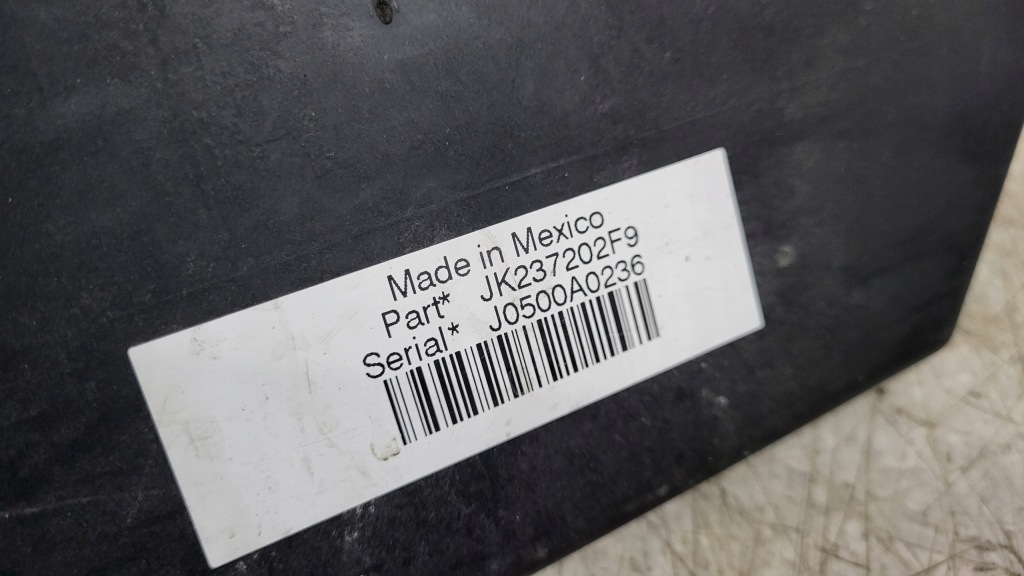 Made in Mexico
Part* JK237202F9
Serial* J0500A0236